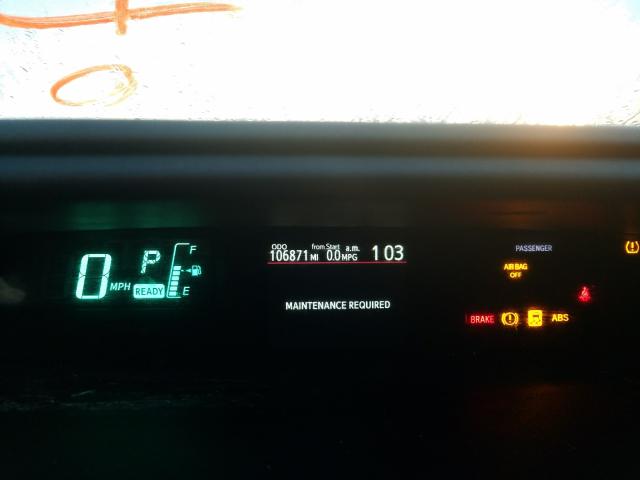 ODO from Start a.m.
106871 MI 0.0 MPG 1 03
PASSENGER
AIR BAG
OFF
0 MPH P F
READY E
MAINTENANCE REQUIRED
BRAKE ABS